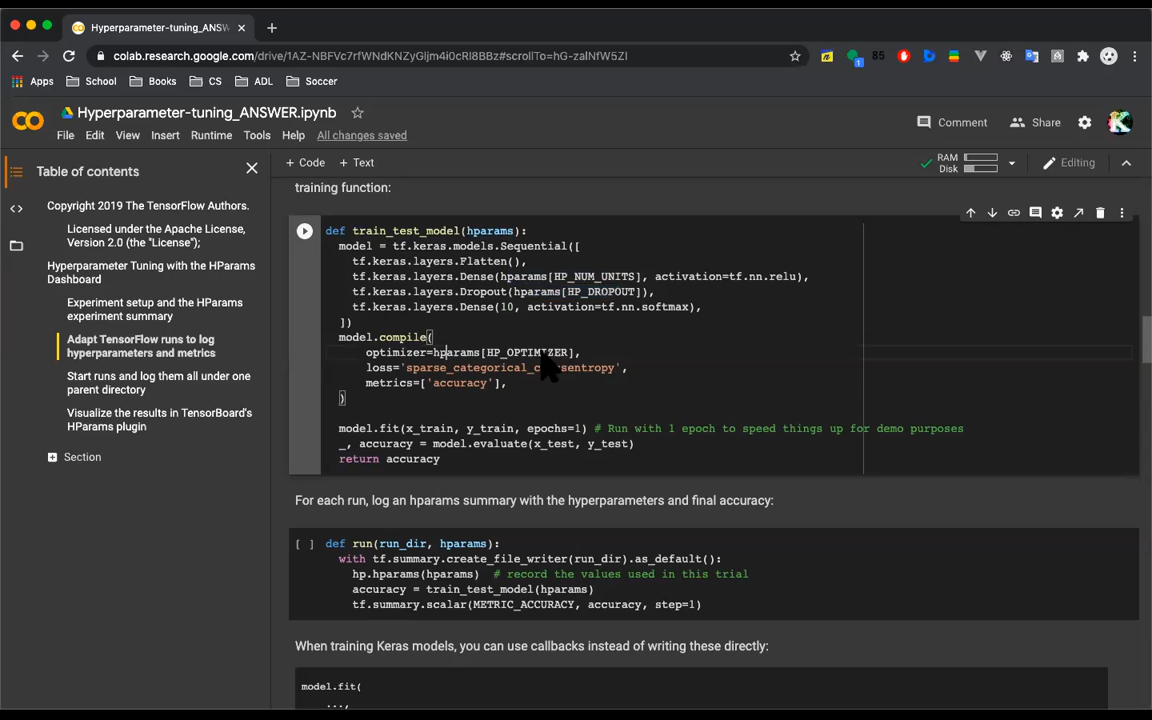 Hyperparameter-tuning_ANSW
colab.research.google.com/drive/1AZ-NBFVc7rfWNdKNZyGljm4i0cRl8BBz#scrollTo=hG-zalNfW5ZI
85
1
Apps School Books CS ADL Soccer
Hyperparameter-tuning_ANSWER.ipynb
File Edit View Insert Runtime Tools Help All changes saved
Comment Share
Table of contents
+ Code + Text
RAM
Disk
Editing
Copyright 2019 The TensorFlow Authors.
Licensed under the Apache License,
Version 2.0 (the "License");
Hyperparameter Tuning with the HParams
Dashboard
Experiment setup and the HParams
experiment summary
Adapt TensorFlow runs to log
hyperparameters and metrics
Start runs and log them all under one
parent directory
Visualize the results in TensorBoard's
HParams plugin
Section
training function:
def train_test_model(hparams):
model = tf.keras.models.Sequential([
tf.keras.layers.Flatten(),
tf.keras.layers.Dense(hparams[HP_NUM_UNITS], activation=tf.nn.relu),
tf.keras.layers.Dropout(hparams[HP_DROPOUT]),
tf.keras.layers.Dense(10, activation=tf.nn.softmax),
])
model.compile(
optimizer=hparams[HP_OPTIMIZER],
loss='sparse_categorical_crossentropy',
metrics=['accuracy'],
)
model.fit(x_train, y_train, epochs=1) # Run with 1 epoch to speed things up for demo purposes
_, accuracy = model.evaluate(x_test, y_test)
return accuracy
For each run, log an hparams summary with the hyperparameters and final accuracy:
[ ] def run(run_dir, hparams):
with tf.summary.create_file_writer(run_dir).as_default():
hp.hparams(hparams) # record the values used in this trial
accuracy = train_test_model(hparams)
tf.summary.scalar(METRIC_ACCURACY, accuracy, step=1)
When training Keras models, you can use callbacks instead of writing these directly:
model.fit(
...,